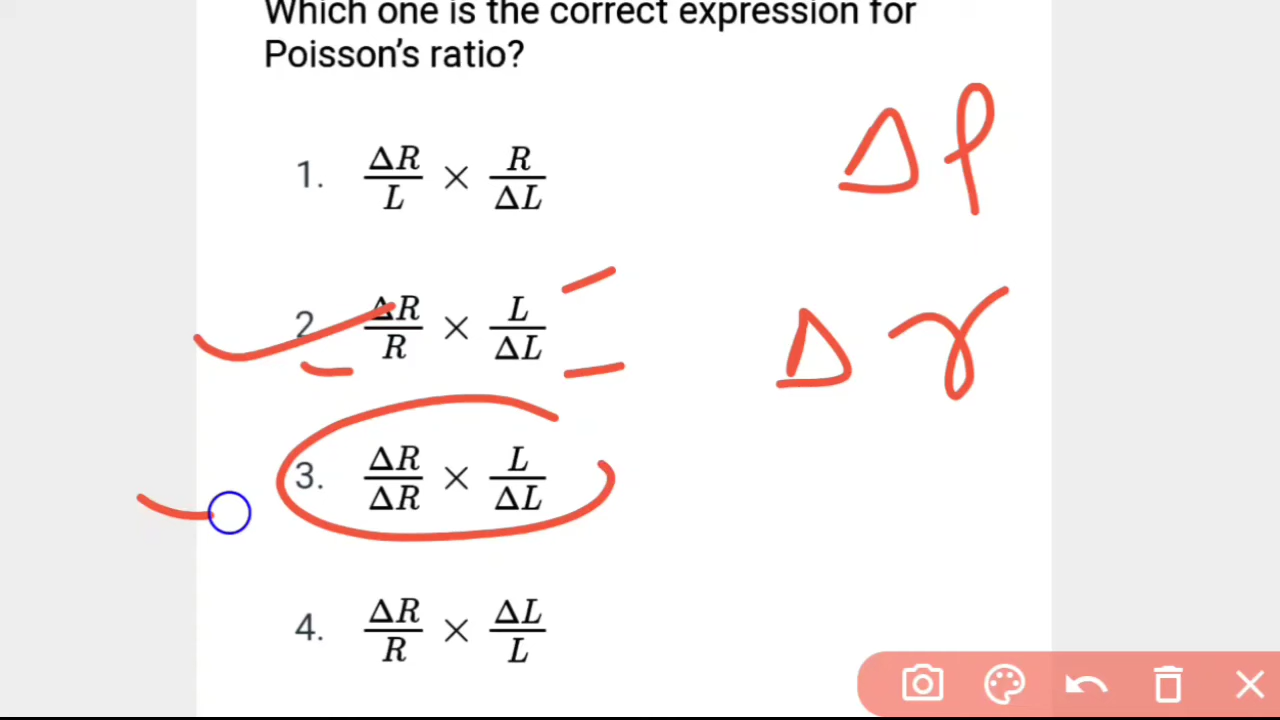 Which one is the correct expression for
Poisson's ratio?
1. ΔR/L × R/ΔL
2 ΔR/R × L/ΔL
3. ΔR/ΔR × L/ΔL
4. ΔR/R × ΔL/L
Δl
Δr